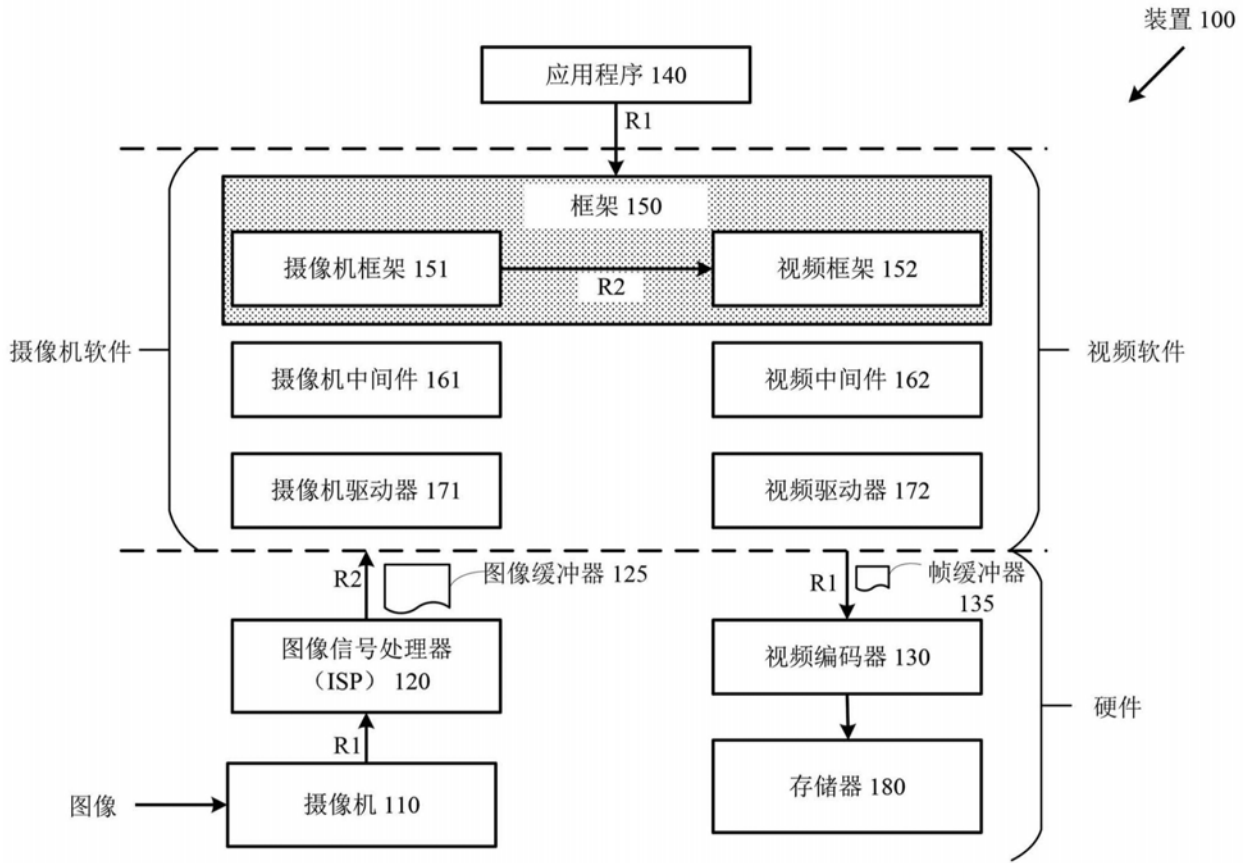 装置 100
应用程序 140
R1
框架 150
摄像机框架 151
R2
视频框架 152
摄像机软件
摄像机中间件 161
视频中间件 162
视频软件
摄像机驱动器 171
视频驱动器 172
R2
图像缓冲器 125
R1
帧缓冲器
135
图像信号处理器
（ISP） 120
视频编码器 130
R1
硬件
图像
摄像机 110
存储器 180